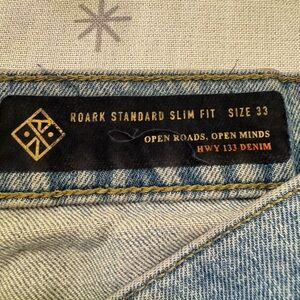 ROARK STANDARD SLIM FIT SIZE 33
OPEN ROADS, OPEN MINDS
HWY 133 DENIM